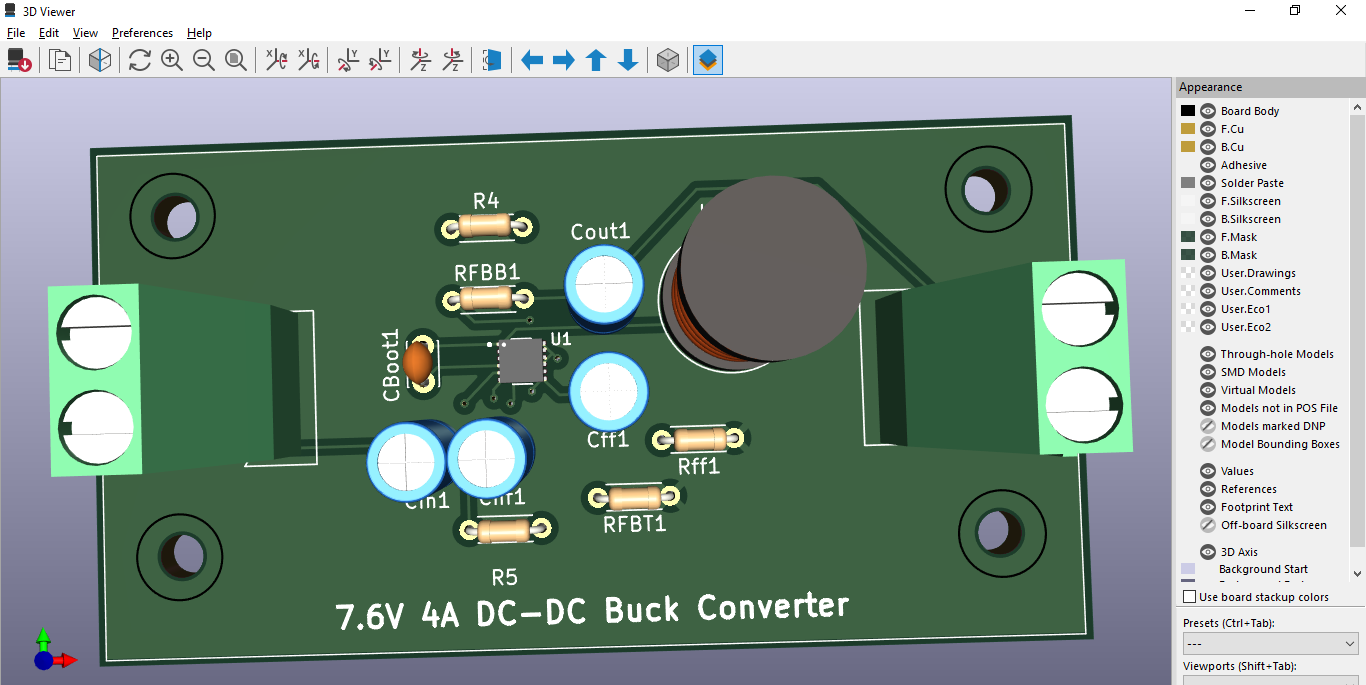 3D Viewer
File Edit View Preferences Help
Appearance
Board Body
F.Cu
B.Cu
Adhesive
Solder Paste
F.Silkscreen
B.Silkscreen
F.Mask
B.Mask
User.Drawings
User.Comments
User.Eco1
User.Eco2
Through-hole Models
SMD Models
Virtual Models
Models not in POS File
Models marked DNP
Model Bounding Boxes
Values
References
Footprint Text
Off-board Silkscreen
3D Axis
Background Start
Use board stackup colors
Presets (Ctrl+Tab):
---
Viewports (Shift+Tab):
R4
Cout1
RFBB1
U1
CBoot1
Cff1
Rff1
Cin1
RFBT1
R5
7.6V 4A DC-DC Buck Converter